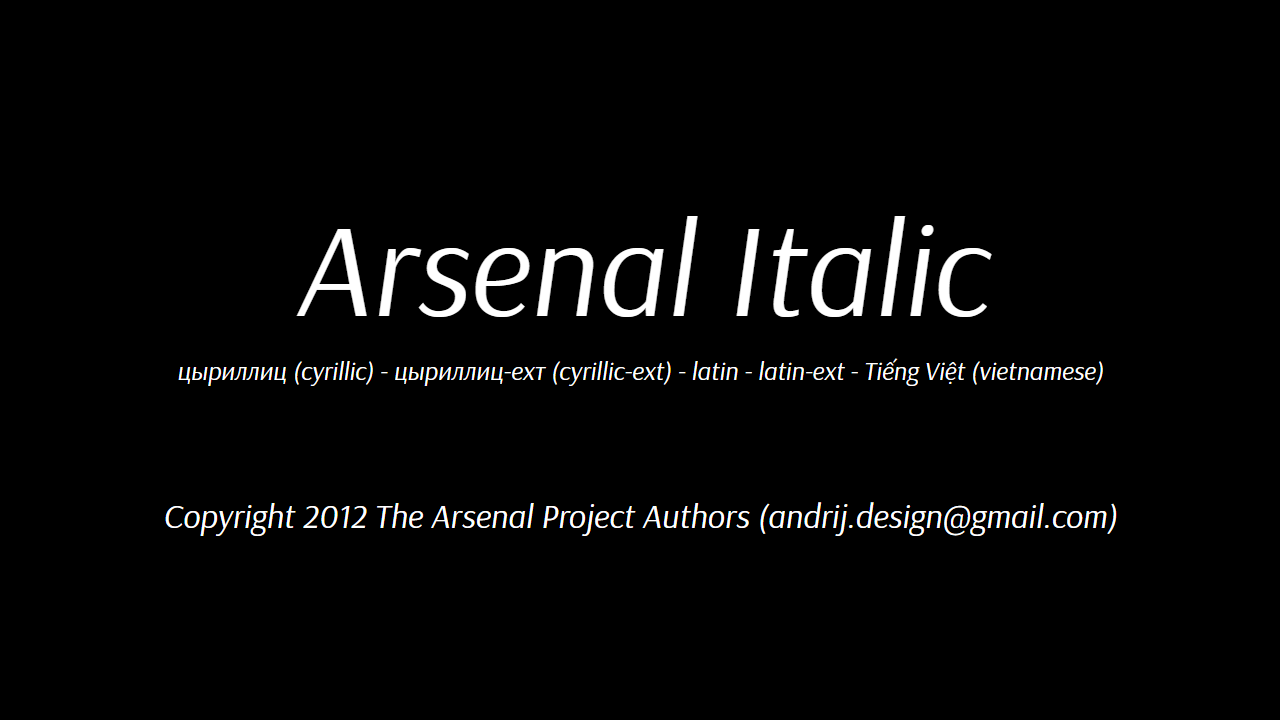 Arsenal Italic
цыриллиц (cyrillic) - цыриллиц-ехт (cyrillic-ext) - latin - latin-ext - Tiếng Việt (vietnamese)
Copyright 2012 The Arsenal Project Authors (andrij.design@gmail.com)